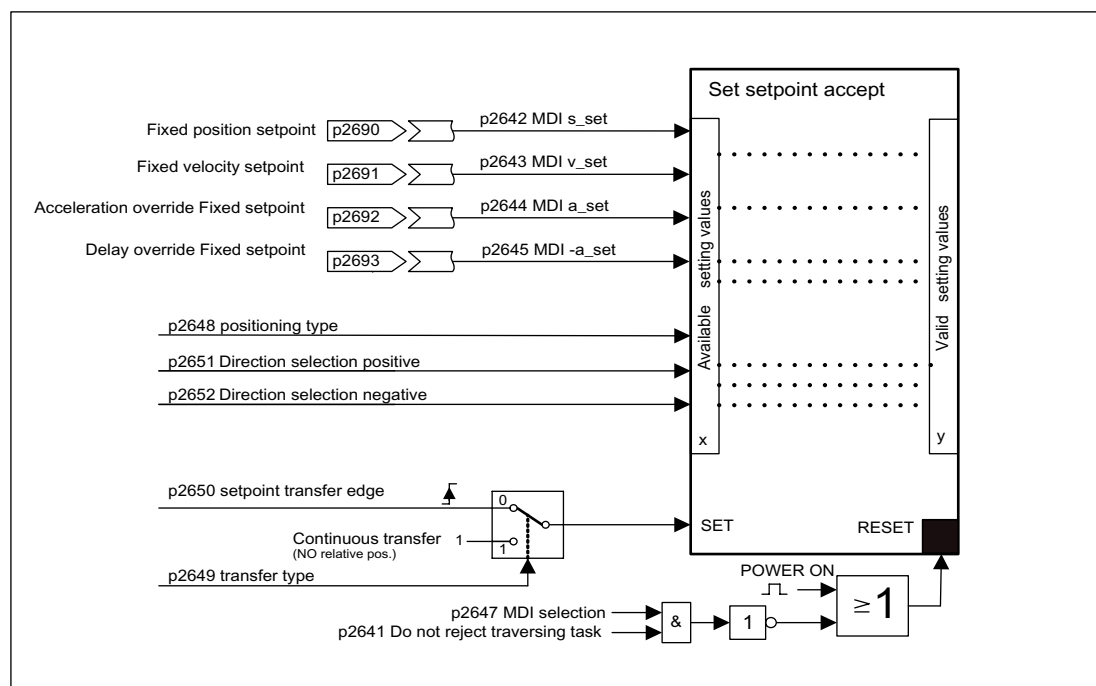 Set setpoint accept
Fixed position setpoint
p2690
p2642 MDI s_set
Fixed velocity setpoint
p2691
p2643 MDI v_set
Acceleration override Fixed setpoint
p2692
p2644 MDI a_set
Delay override Fixed setpoint
p2693
p2645 MDI -a_set
Available setting values
Valid setting values
p2648 positioning type
p2651 Direction selection positive
p2652 Direction selection negative
x
y
p2650 setpoint transfer edge
0
SET
RESET
Continuous transfer
(NO relative pos.)
1
1
p2649 transfer type
POWER ON
≥1
p2647 MDI selection
p2641 Do not reject traversing task
&
1